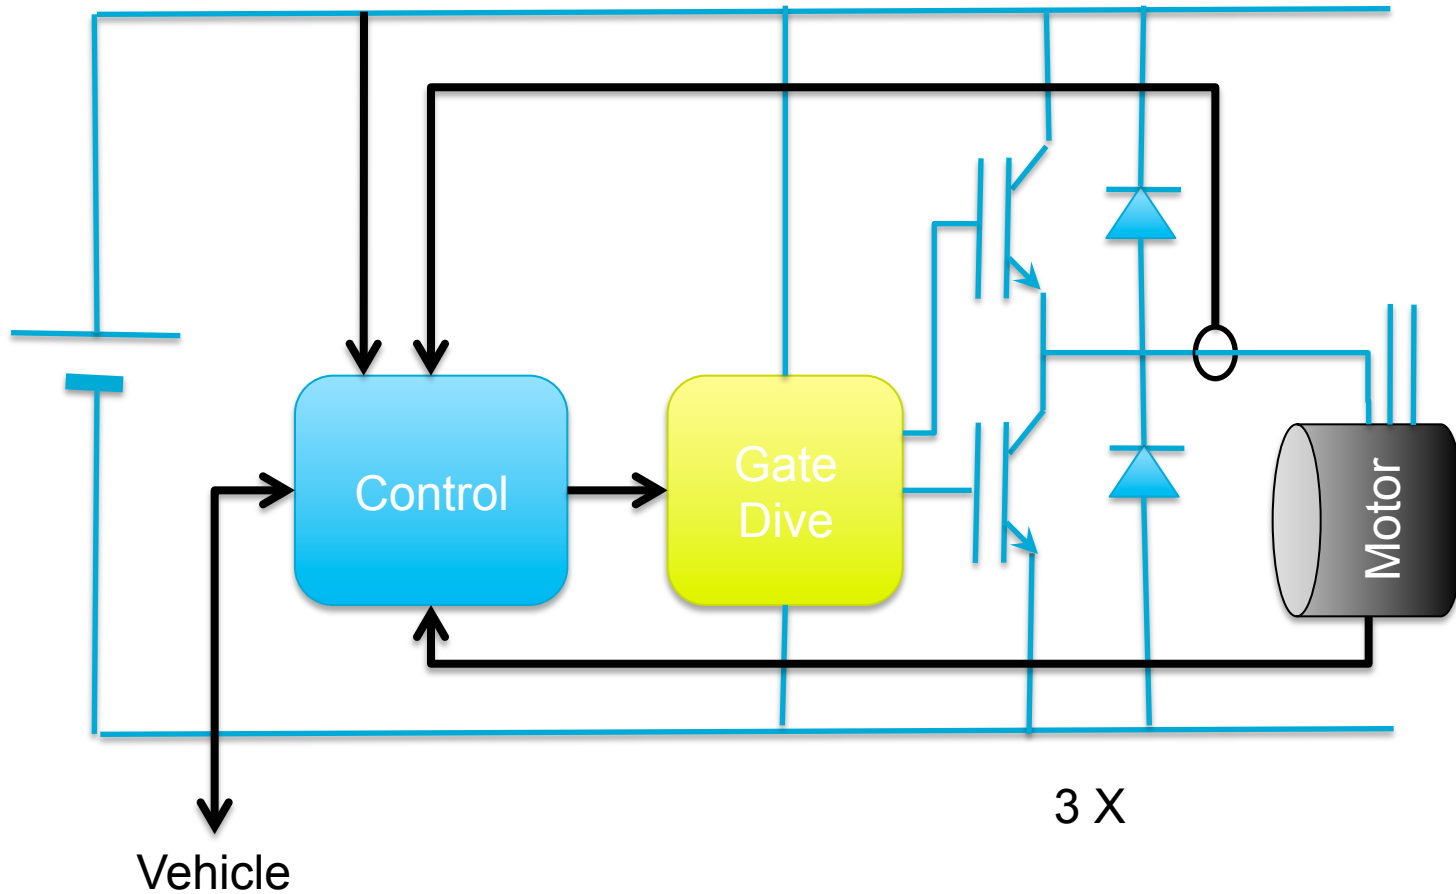 Control
Gate
Dive
Motor
3 X
Vehicle